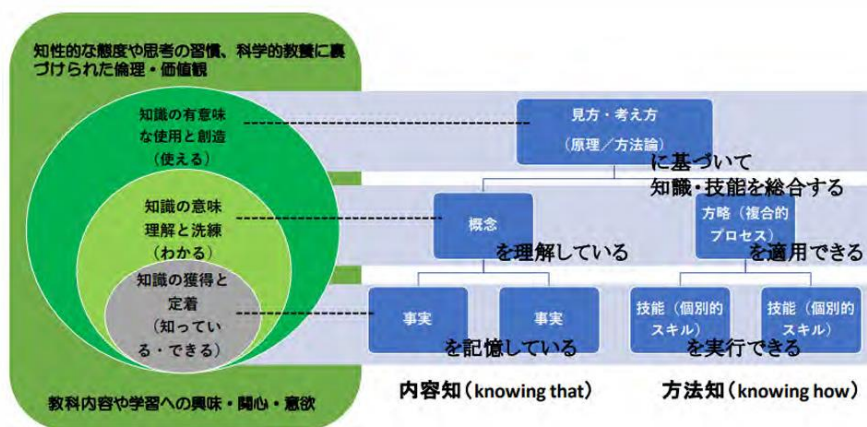 知性的な態度や思考の習慣、科学的教養に裏
づけられた倫理・価値観
知識の有意味
な使用と創造
（使える）
知識の意味
理解と洗練
（わかる）
知識の獲得と
定着
（知ってい
る・できる）
教科内容や学習への興味・関心・意欲
見方・考え方
（原理／方法論）
に基づいて
知識・技能を総合する
概念
を理解している
方略（複合的
プロセス）
を適用できる
事実
事実
を記憶している
技能（個別的
スキル）
技能（個別的
スキル）
を実行できる
内容知（knowing that）
方法知（knowing how）